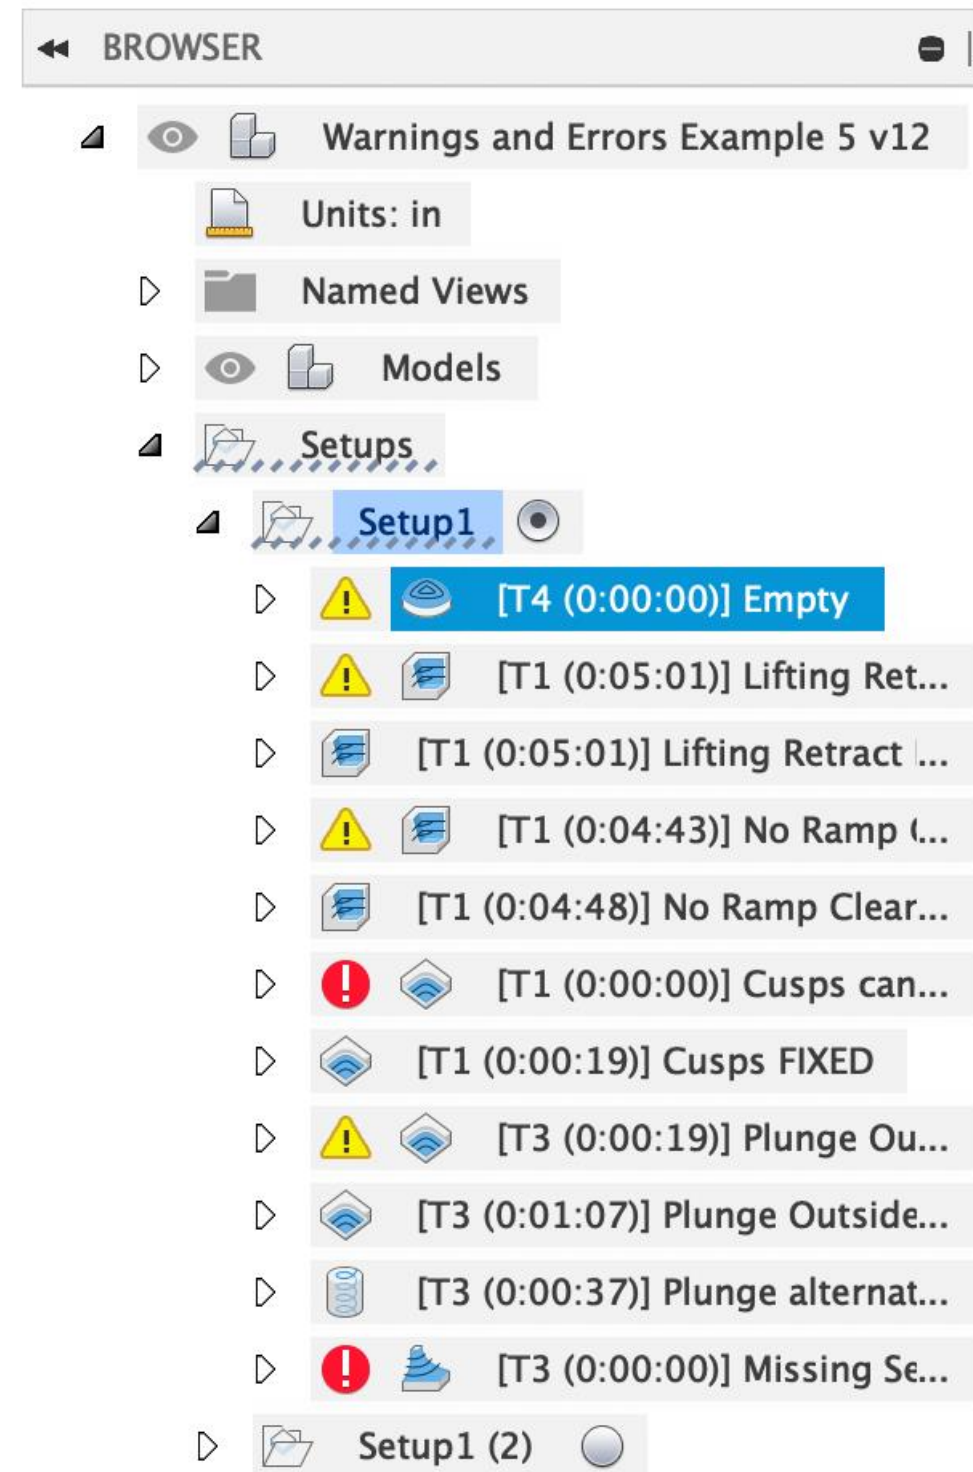 BROWSER
Warnings and Errors Example 5 v12
Units: in
Named Views
Models
Setups
Setup1
[T4 (0:00:00)] Empty
[T1 (0:05:01)] Lifting Ret...
[T1 (0:05:01)] Lifting Retract ...
[T1 (0:04:43)] No Ramp (...
[T1 (0:04:48)] No Ramp Clear...
[T1 (0:00:00)] Cusps can...
[T1 (0:00:19)] Cusps FIXED
[T3 (0:00:19)] Plunge Ou...
[T3 (0:01:07)] Plunge Outside...
[T3 (0:00:37)] Plunge alternat...
[T3 (0:00:00)] Missing Se...
Setup1 (2)